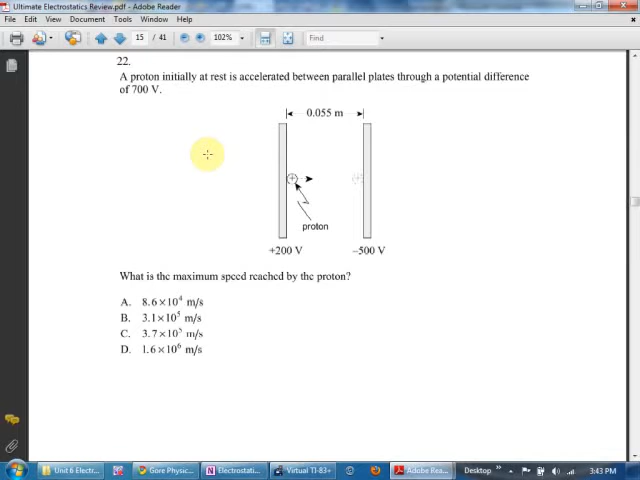 Ultimate Electrostatics Review.pdf - Adobe Reader
File Edit View Document Tools Window Help
15 / 41 102% Find
22.
A proton initially at rest is accelerated between parallel plates through a potential difference
of 700 V.
0.055 m
proton
+200 V –500 V
What is the maximum speed reached by the proton?
A. 8.6×10⁴ m/s
B. 3.1×10⁵ m/s
C. 3.7×10⁵ m/s
D. 1.6×10⁶ m/s
Unit 6 Electr... Gore Physic... Electrostati... Virtual TI-83+ Adobe Rea... Desktop » 3:43 PM